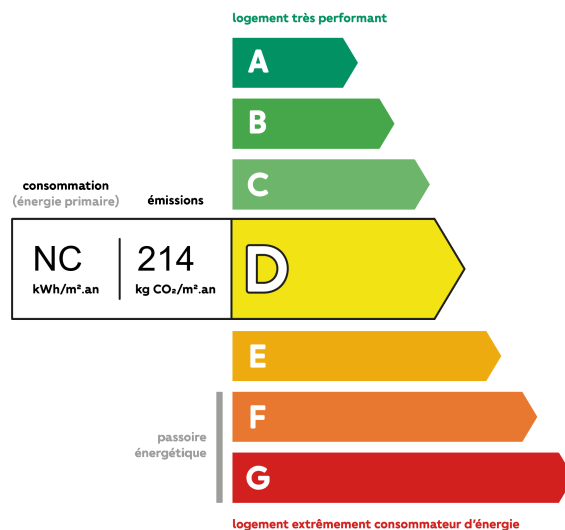 logement très performant
A
B
C
consommation
(énergie primaire)
émissions
NC
214
kWh/m².an
kg CO₂/m².an
D
E
F
passoire
énergétique
G
logement extrêmement consommateur d'énergie